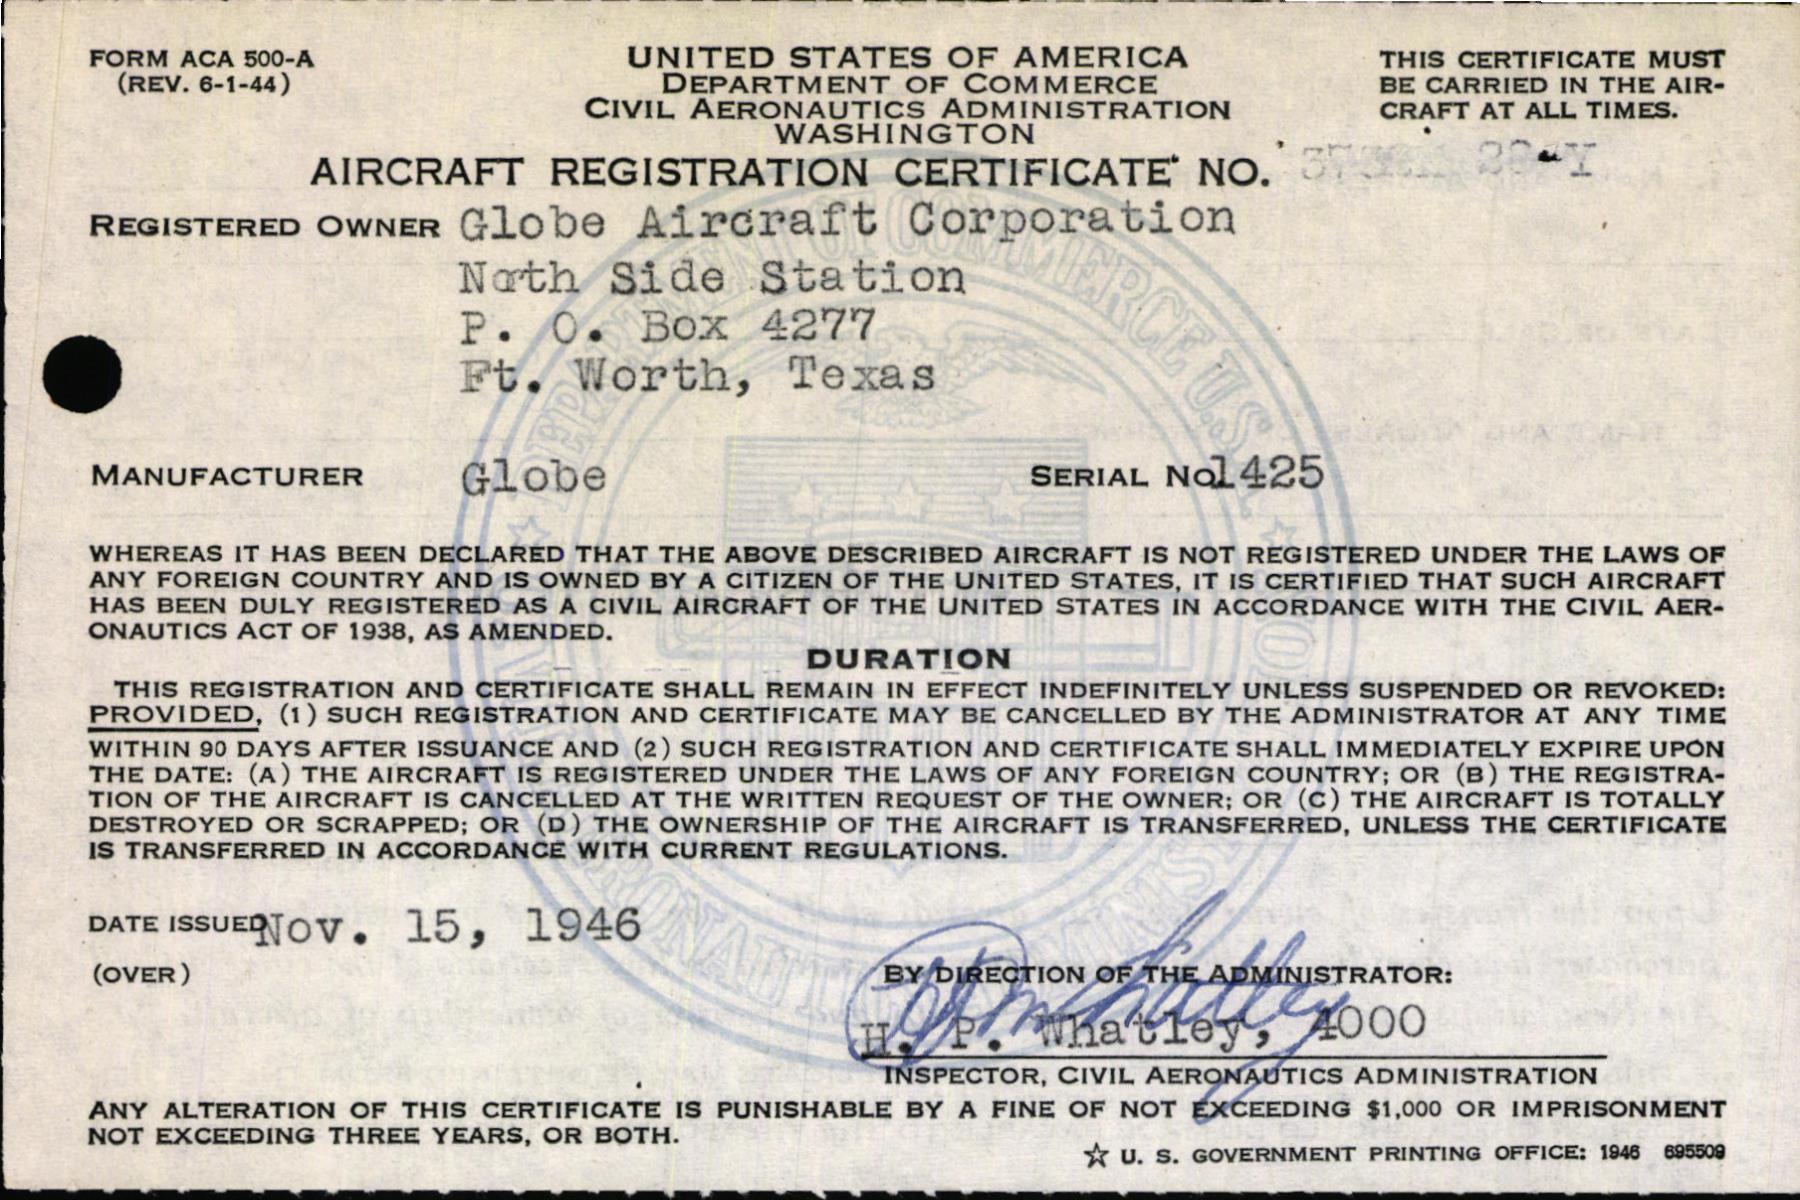 FORM ACA 500-A
(REV. 6-1-44)
UNITED STATES OF AMERICA
DEPARTMENT OF COMMERCE
CIVIL AERONAUTICS ADMINISTRATION
WASHINGTON
THIS CERTIFICATE MUST
BE CARRIED IN THE AIR-
CRAFT AT ALL TIMES.
AIRCRAFT REGISTRATION CERTIFICATE NO.
REGISTERED OWNER Globe Aircraft Corporation
North Side Station
P. O. Box 4277
Ft. Worth, Texas
MANUFACTURER Globe SERIAL No 1425
WHEREAS IT HAS BEEN DECLARED THAT THE ABOVE DESCRIBED AIRCRAFT IS NOT REGISTERED UNDER THE LAWS OF
ANY FOREIGN COUNTRY AND IS OWNED BY A CITIZEN OF THE UNITED STATES, IT IS CERTIFIED THAT SUCH AIRCRAFT
HAS BEEN DULY REGISTERED AS A CIVIL AIRCRAFT OF THE UNITED STATES IN ACCORDANCE WITH THE CIVIL AER-
ONAUTICS ACT OF 1938, AS AMENDED.
DURATION
THIS REGISTRATION AND CERTIFICATE SHALL REMAIN IN EFFECT INDEFINITELY UNLESS SUSPENDED OR REVOKED:
PROVIDED, (1) SUCH REGISTRATION AND CERTIFICATE MAY BE CANCELLED BY THE ADMINISTRATOR AT ANY TIME
WITHIN 90 DAYS AFTER ISSUANCE AND (2) SUCH REGISTRATION AND CERTIFICATE SHALL IMMEDIATELY EXPIRE UPON
THE DATE: (A) THE AIRCRAFT IS REGISTERED UNDER THE LAWS OF ANY FOREIGN COUNTRY; OR (B) THE REGISTRA-
TION OF THE AIRCRAFT IS CANCELLED AT THE WRITTEN REQUEST OF THE OWNER; OR (C) THE AIRCRAFT IS TOTALLY
DESTROYED OR SCRAPPED; OR (D) THE OWNERSHIP OF THE AIRCRAFT IS TRANSFERRED, UNLESS THE CERTIFICATE
IS TRANSFERRED IN ACCORDANCE WITH CURRENT REGULATIONS.
DATE ISSUED Nov. 15, 1946
(OVER)
BY DIRECTION OF THE ADMINISTRATOR:
H. P. Whatley, 4000
INSPECTOR, CIVIL AERONAUTICS ADMINISTRATION
ANY ALTERATION OF THIS CERTIFICATE IS PUNISHABLE BY A FINE OF NOT EXCEEDING $1,000 OR IMPRISONMENT
NOT EXCEEDING THREE YEARS, OR BOTH.
☆ U. S. GOVERNMENT PRINTING OFFICE: 1946 695509